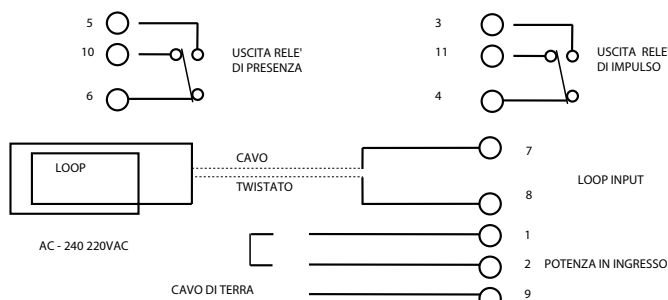 5
10
6
USCITA RELE'
DI PRESENZA
3
11
4
USCITA RELE
DI IMPULSO
LOOP
CAVO
TWISTATO
7
8
LOOP INPUT
AC - 240 220VAC
1
2
POTENZA IN INGRESSO
CAVO DI TERRA
9